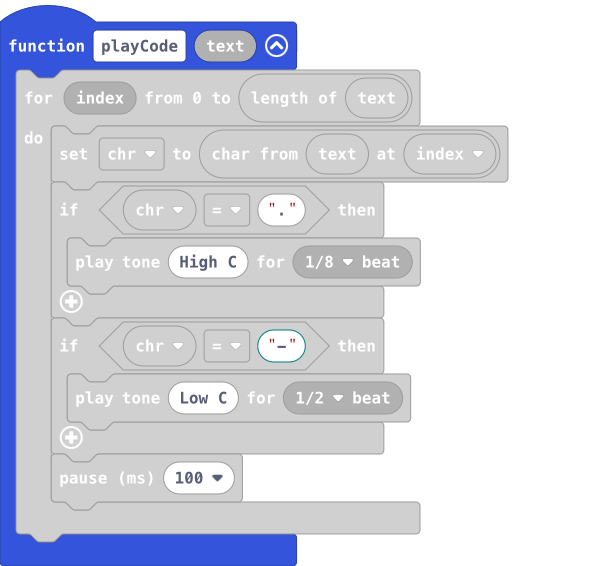 function playCode text
for index from 0 to length of text
do
set chr to char from text at index
if chr = "." then
play tone High C for 1/8 beat
if chr = "-" then
play tone Low C for 1/2 beat
pause (ms) 100